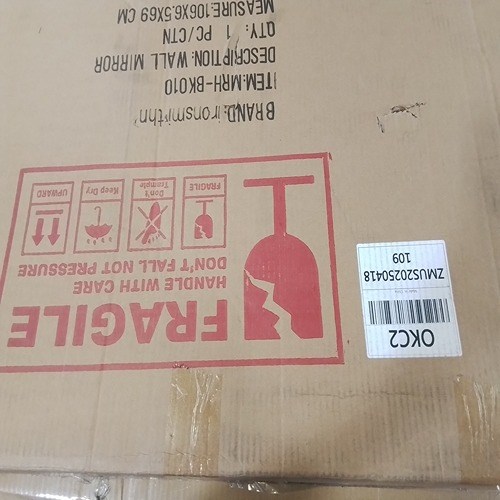 OKC2
ZMUS20250418
109
FRAGILE
HANDLE WITH CARE
DON'T FALL NOT PRESSURE
FRAGILE
Don't
Trample
Keep Dry
UPWARD
BRAND: Ironsmithn'
ITEM:MRH-BK010
DESCRIPTION: WALL MIRROR
QTY: 1 PC/CTN
MEASURE:106X6.5X69 CM